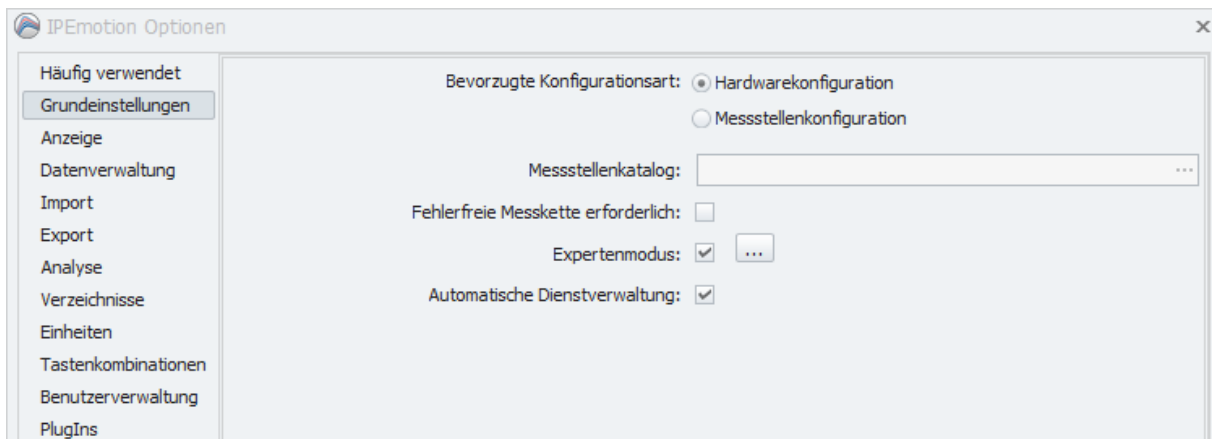 IPEmotion Optionen
Häufig verwendet
Grundeinstellungen
Anzeige
Datenverwaltung
Import
Export
Analyse
Verzeichnisse
Einheiten
Tastenkombinationen
Benutzerverwaltung
PlugIns
Bevorzugte Konfigurationsart: Hardwarekonfiguration
Messstellenkonfiguration
Messstellenkatalog: ...
Fehlerfreie Messkette erforderlich:
Expertenmodus: ...
Automatische Dienstverwaltung: